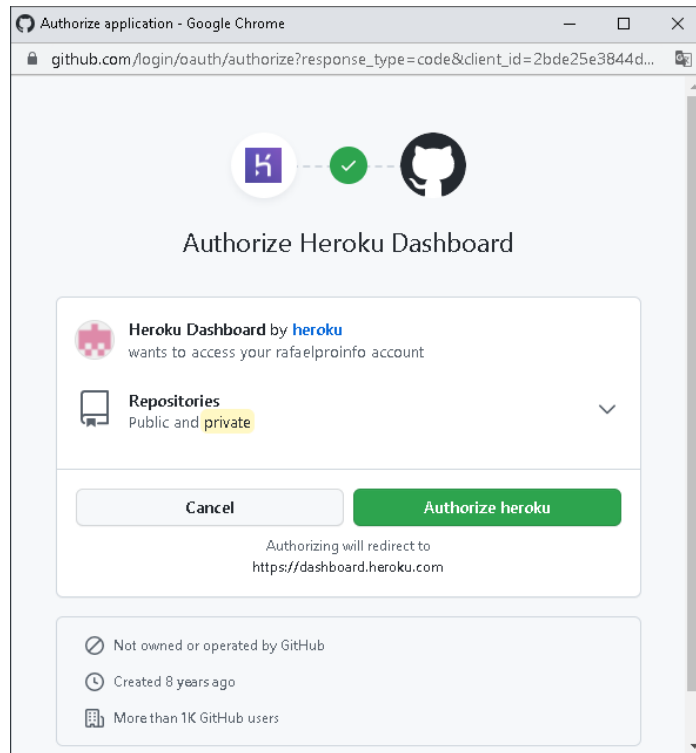 Authorize application - Google Chrome
github.com/login/oauth/authorize?response_type=code&client_id=2bde25e3844d...
Authorize Heroku Dashboard
Heroku Dashboard by heroku
wants to access your rafaelproinfo account
Repositories
Public and private
Cancel
Authorize heroku
Authorizing will redirect to
https://dashboard.heroku.com
Not owned or operated by GitHub
Created 8 years ago
More than 1K GitHub users